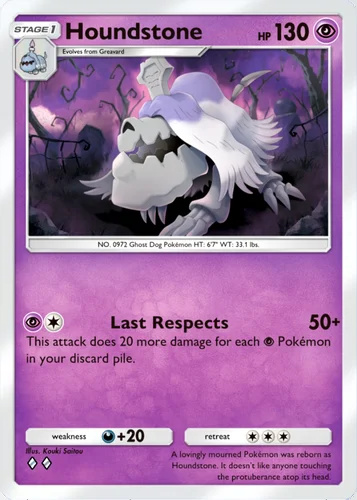 STAGE 1
Houndstone
HP 130
Evolves from Greavard
NO. 0972 Ghost Dog Pokémon HT: 6'7" WT: 33.1 lbs.
Last Respects 50+
This attack does 20 more damage for each Pokémon
in your discard pile.
weakness +20 retreat
Illus. Kouki Saitou
A lovingly mourned Pokémon was reborn as
Houndstone. It doesn't like anyone touching
the protuberance atop its head.